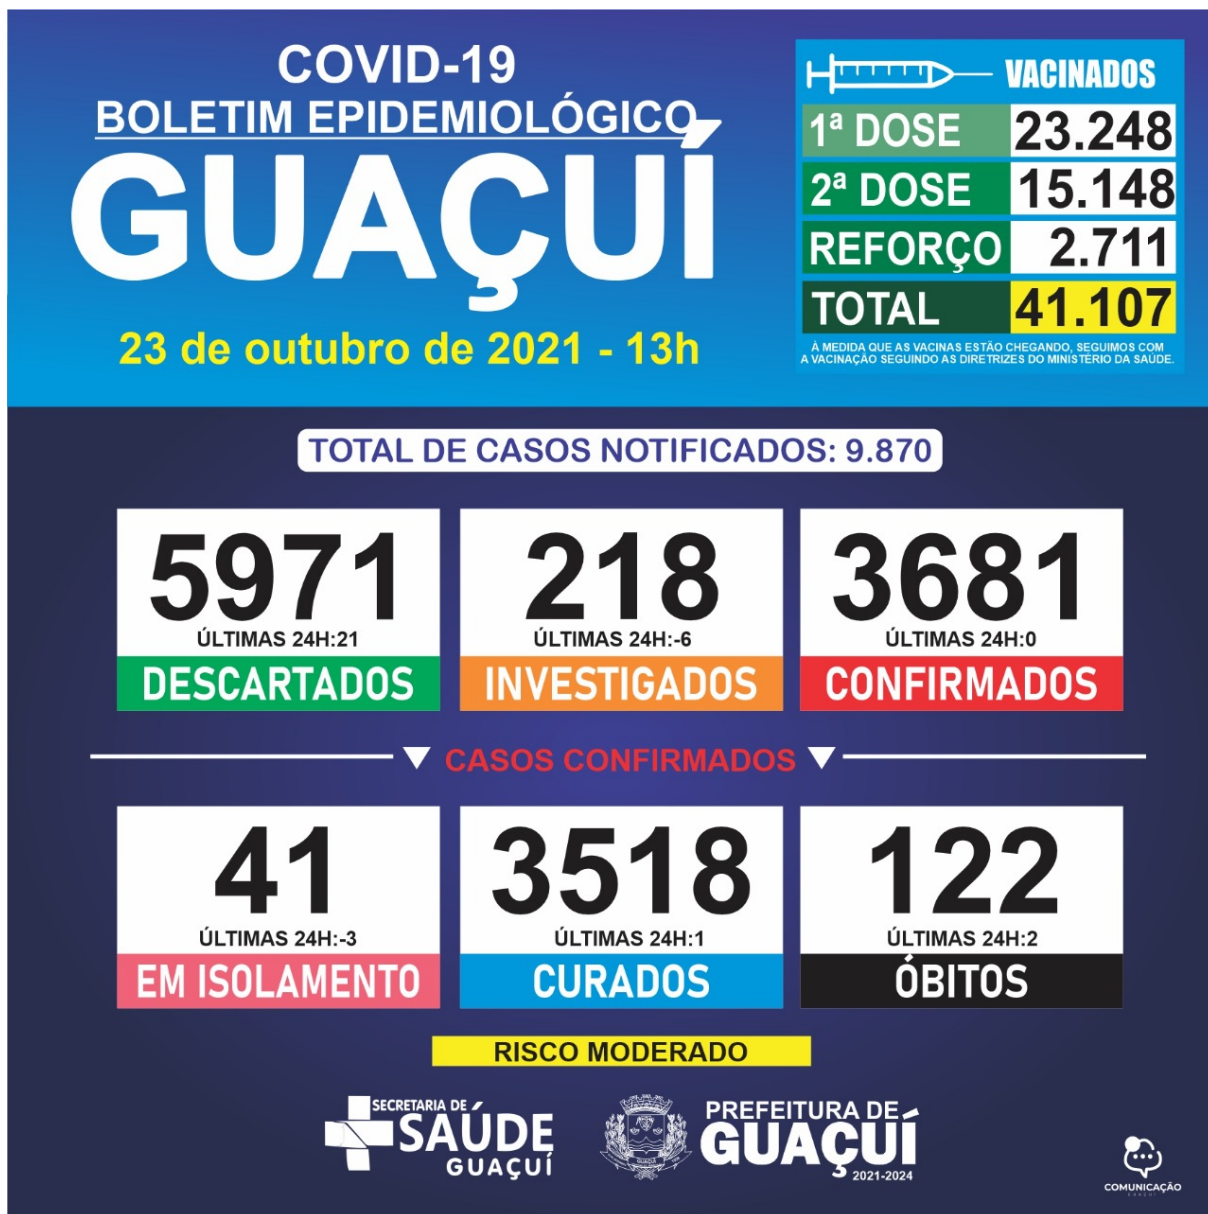 COVID-19
BOLETIM EPIDEMIOLÓGICO
GUAÇUÍ
23 de outubro de 2021 - 13h
VACINADOS
1ª DOSE 23.248
2ª DOSE 15.148
REFORÇO 2.711
TOTAL 41.107
À MEDIDA QUE AS VACINAS ESTÃO CHEGANDO, SEGUIMOS COM
A VACINAÇÃO SEGUINDO AS DIRETRIZES DO MINISTÉRIO DA SAÚDE.
TOTAL DE CASOS NOTIFICADOS: 9.870
5971
ÚLTIMAS 24H:21
DESCARTADOS
218
ÚLTIMAS 24H:-6
INVESTIGADOS
3681
ÚLTIMAS 24H:0
CONFIRMADOS
CASOS CONFIRMADOS
41
ÚLTIMAS 24H:-3
EM ISOLAMENTO
3518
ÚLTIMAS 24H:1
CURADOS
122
ÚLTIMAS 24H:2
ÓBITOS
RISCO MODERADO
SECRETARIA DE
SAÚDE
GUAÇUÍ
GUAÇUÍ
PREFEITURA DE
GUAÇUÍ
2021-2024
COMUNICAÇÃO
GUAÇUÍ